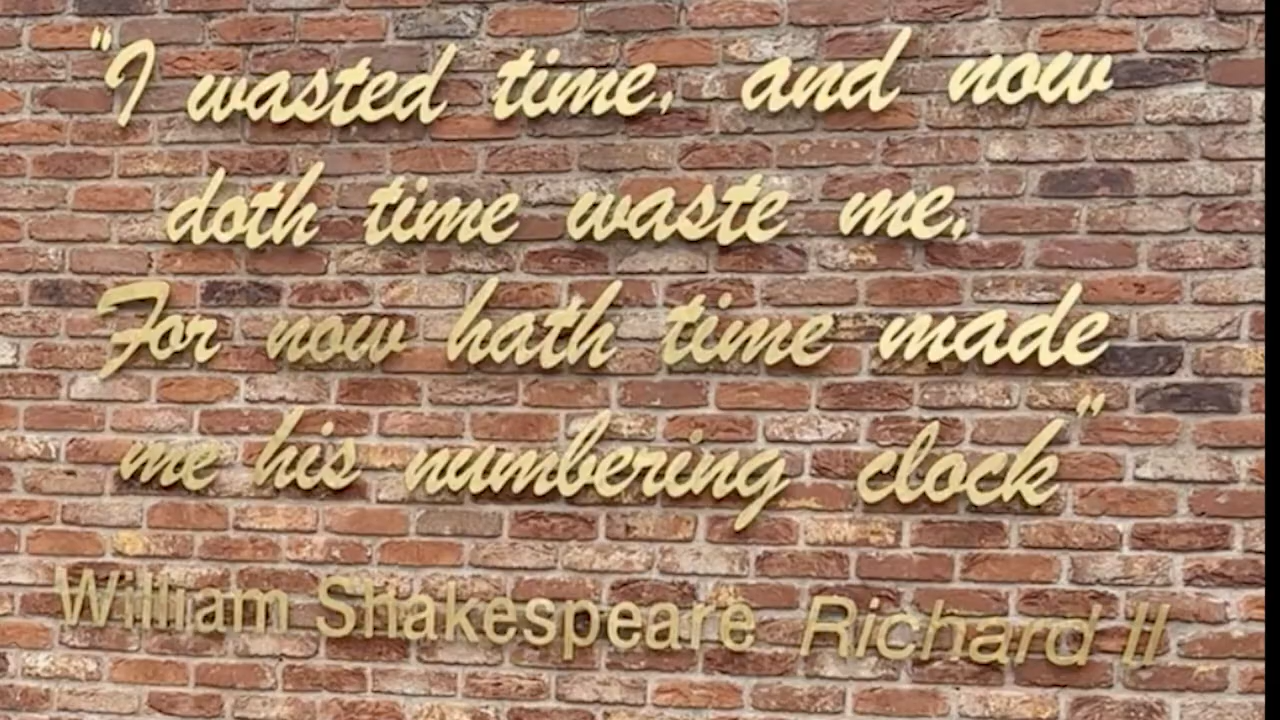 "I wasted time, and now
doth time waste me,
For now hath time made
me his numbering clock"
William Shakespeare Richard II